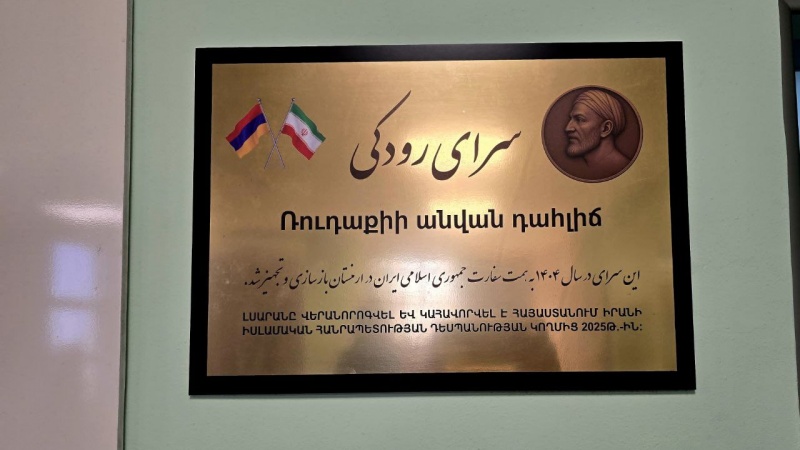 سرای رودکی
Ռուդաքիի անվան դահլիճ
این سرای در سال ۱۴۰۴ به همت سفارت جمهوری اسلامی ایران در ارمنستان بازسازی و تجهیز شد.
ԼՍԱՐԱՆԸ ՎԵՐԱՆՈՐՈԳՎԵԼ ԵՎ ԿԱՀԱՎՈՐՎԵԼ Է ՀԱՅԱՍՏԱՆՈՒՄ ԻՐԱՆԻ
ԻՍԼԱՄԱԿԱՆ ՀԱՆՐԱՊԵՏՈՒԹՅԱՆ ԴԵՍՊԱՆՈՒԹՅԱՆ ԿՈՂՄԻՑ 2025Թ.-ԻՆ: